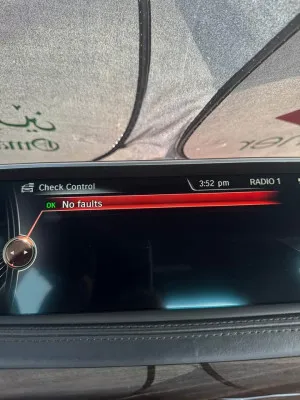 Check Control
3:52 pm
RADIO 1
OK No faults